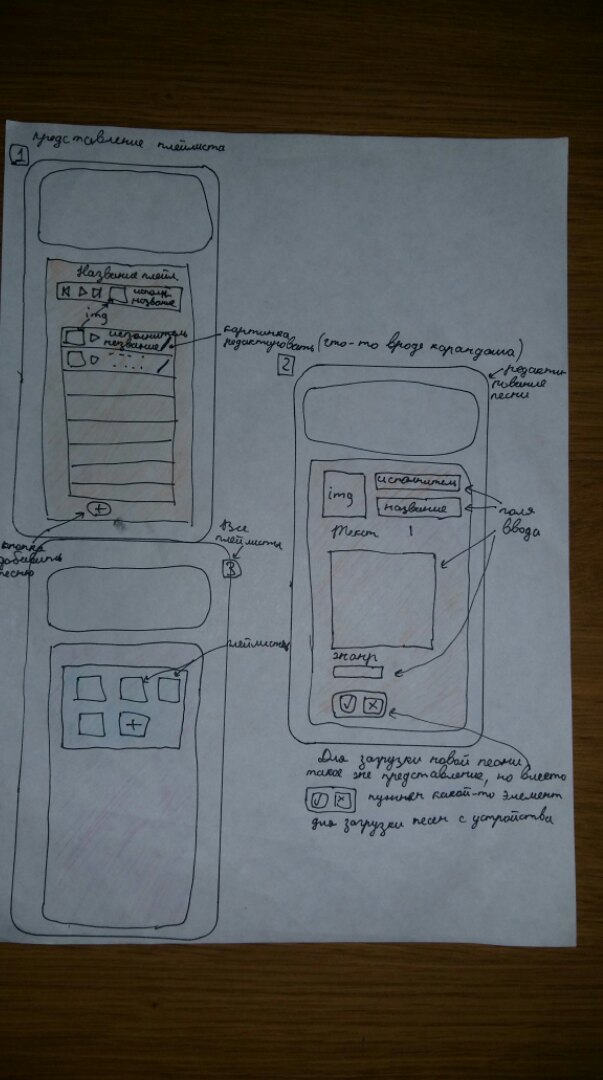 1
представление плейлиста
Название плейл.
исполн.
название
img
исполнитель
название
картинка
редактировать (что-то вроде карандаша)
+
кнопка
добавить
песню
2
редакти-
рование
песни
img
исполнитель
название
поля
ввода
Текст
жанр
Для загрузки новой песни
такое же представление, но вместо
нужен какой-то элемент
для загрузки песен с устройства
Все
плейлисты
3
плейлисты
+